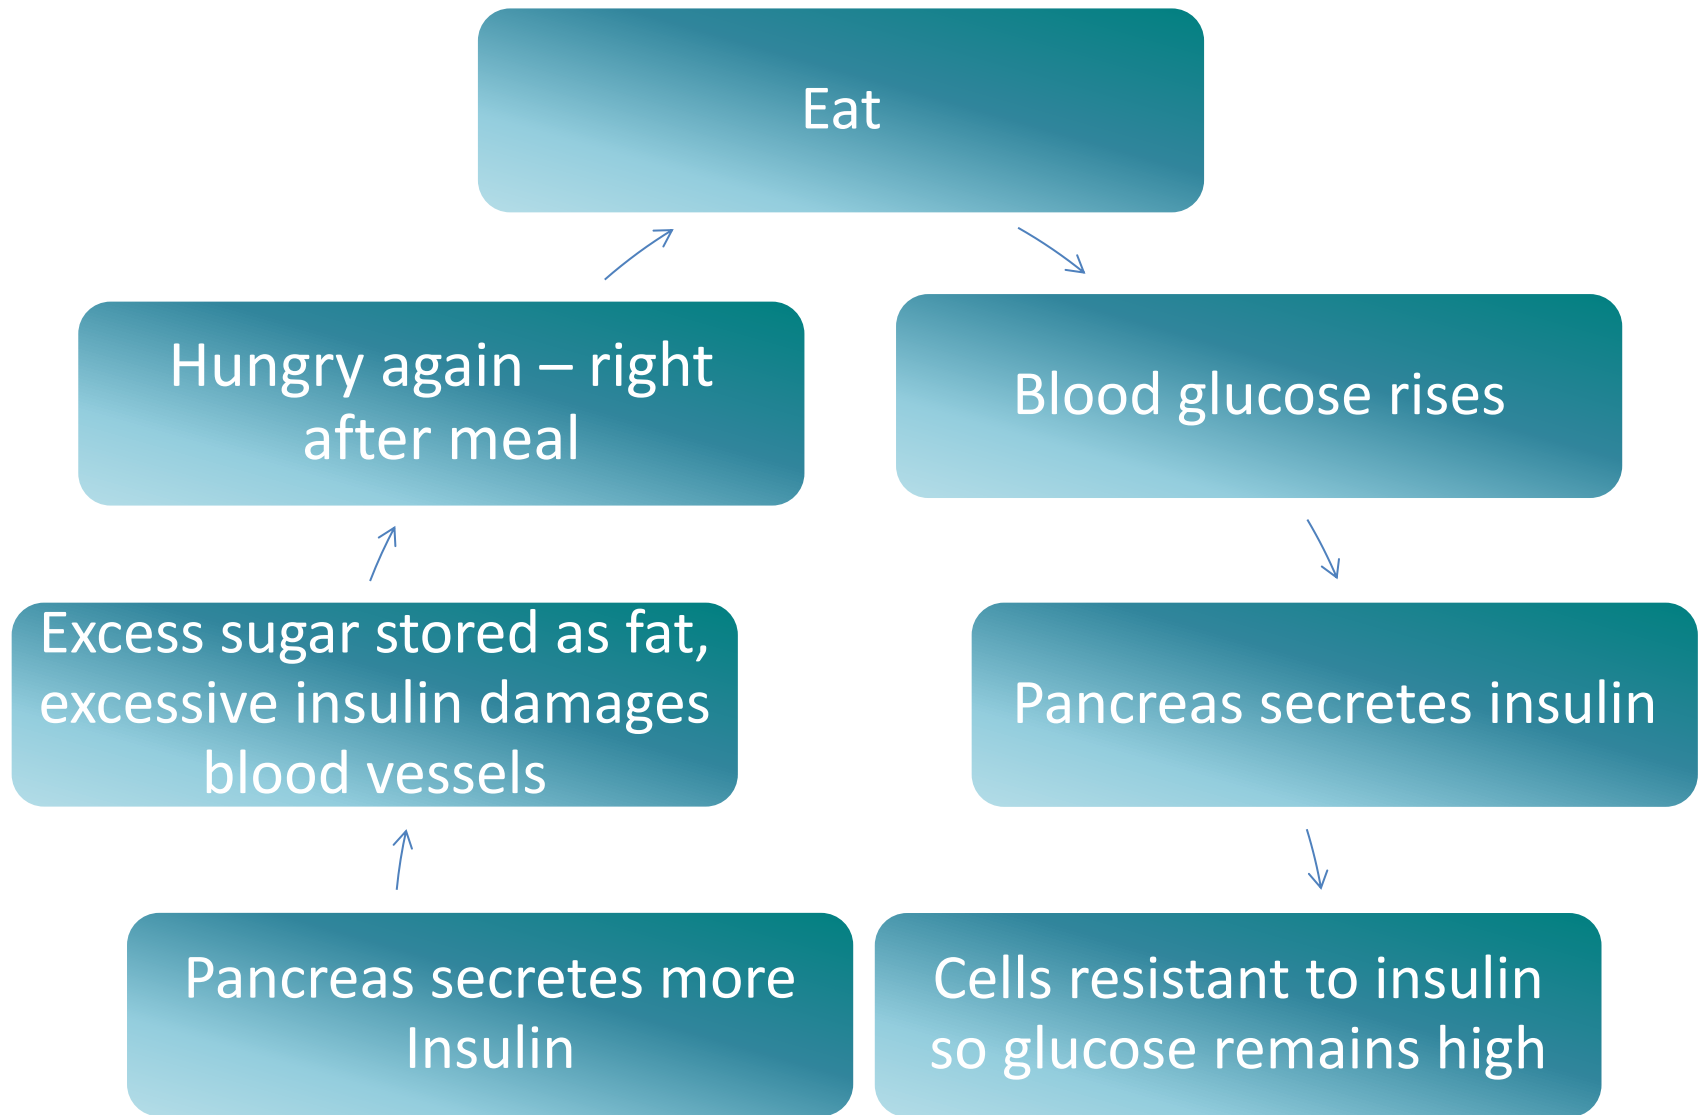 Eat
Blood glucose rises
Pancreas secretes insulin
Cells resistant to insulin
so glucose remains high
Pancreas secretes more
Insulin
Excess sugar stored as fat,
excessive insulin damages
blood vessels
Hungry again – right
after meal